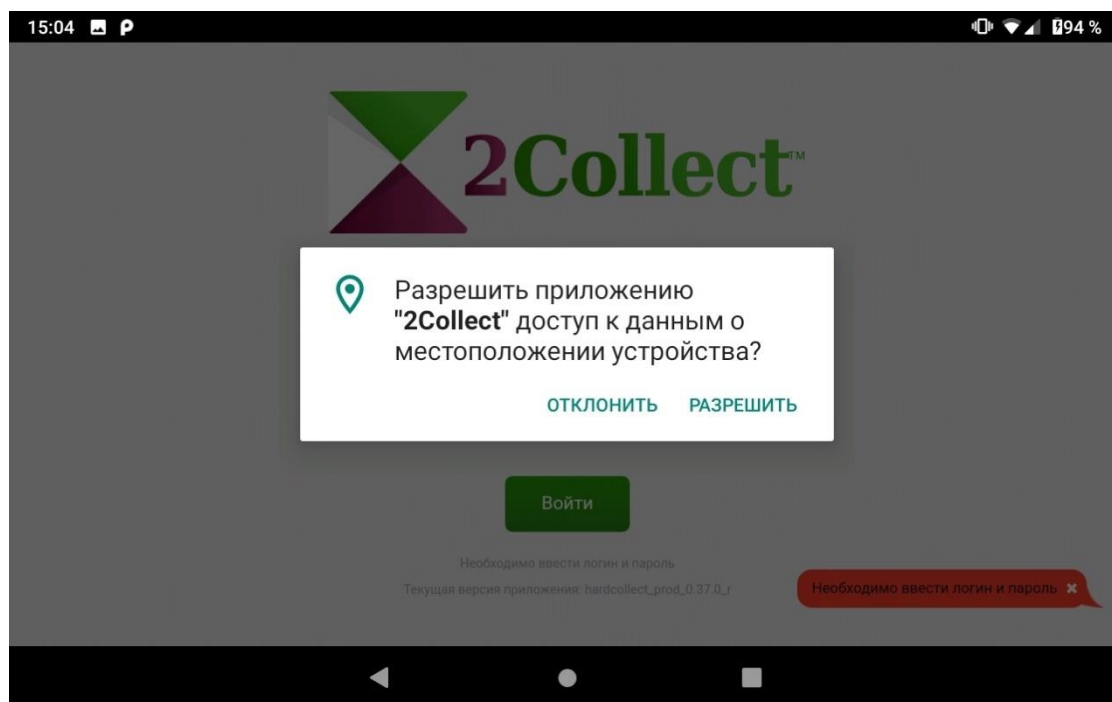 15:04
94 %
2Collect™
Разрешить приложению
"2Collect" доступ к данным о
местоположении устройства?
ОТКЛОНИТЬ РАЗРЕШИТЬ
Войти
Необходимо ввести логин и пароль
Текущая версия приложения: hardcollect_prod_0.37.0_r
Необходимо ввести логин и пароль ×